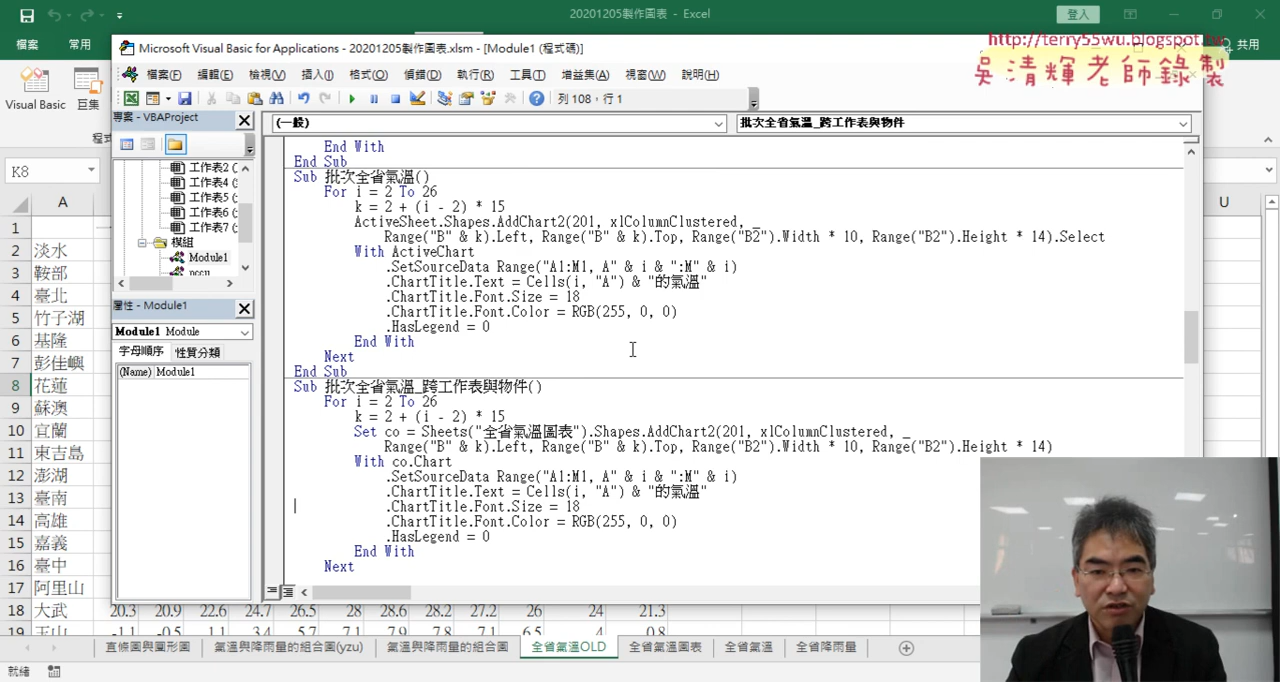 20201205製作圖表 - Excel
登入
檔案
常用
共用
http://terry55wu.blogspot.tw
吳清輝老師錄製
Microsoft Visual Basic for Applications - 20201205製作圖表.xlsm - [Module1 (程式碼)]
檔案(F) 編輯(E) 檢視(V) 插入(I) 格式(O) 偵錯(D) 執行(R) 工具(T) 增益集(A) 視窗(W) 說明(H)
列 108，行 1
Visual Basic
巨集
K8
專案 - VBAProject
工作表2 (
工作表4 (
工作表5 (
工作表6 (
工作表7 (
模組
Module1
屬性 - Module1
Module1 Module
字母順序 性質分類
(Name) Module1
(一般)
批次全省氣溫_跨工作表與物件
End With
End Sub
Sub 批次全省氣溫()
For i = 2 To 26
k = 2 + (i - 2) * 15
ActiveSheet.Shapes.AddChart2(201, xlColumnClustered, _
Range("B" & k).Left, Range("B" & k).Top, Range("B2").Width * 10, Range("B2").Height * 14).Select
With ActiveChart
.SetSourceData Range("A1:M1, A" & i & ":M" & i)
.ChartTitle.Text = Cells(i, "A") & "的氣溫"
.ChartTitle.Font.Size = 18
.ChartTitle.Font.Color = RGB(255, 0, 0)
.HasLegend = 0
End With
Next
End Sub
Sub 批次全省氣溫_跨工作表與物件()
For i = 2 To 26
k = 2 + (i - 2) * 15
Set co = Sheets("全省氣溫圖表").Shapes.AddChart2(201, xlColumnClustered, _
Range("B" & k).Left, Range("B" & k).Top, Range("B2").Width * 10, Range("B2").Height * 14)
With co.Chart
.SetSourceData Range("A1:M1, A" & i & ":M" & i)
.ChartTitle.Text = Cells(i, "A") & "的氣溫"
.ChartTitle.Font.Size = 18
.ChartTitle.Font.Color = RGB(255, 0, 0)
.HasLegend = 0
End With
Next
A
U
1
2 淡水
3 鞍部
4 臺北
5 竹子湖
6 基隆
7 彭佳嶼
8 花蓮
9 蘇澳
10 宜蘭
11 東吉島
12 澎湖
13 臺南
14 高雄
15 嘉義
16 臺中
17 阿里山
18 大武 20.3 20.9 22.6 24.7 26.5 28 28.6 28.2 27.2 26 24 21.3
19 玉山 -1.1 -0.5 1.1 3.4 5.7 7.1 7.9 7.8 7.1 6.5 4 0.8
直條圖與圓形圖
氣溫與降雨量的組合圖(yzu)
氣溫與降雨量的組合圖
全省氣溫OLD
全省氣溫圖表
全省氣溫
全省降雨量
就緒